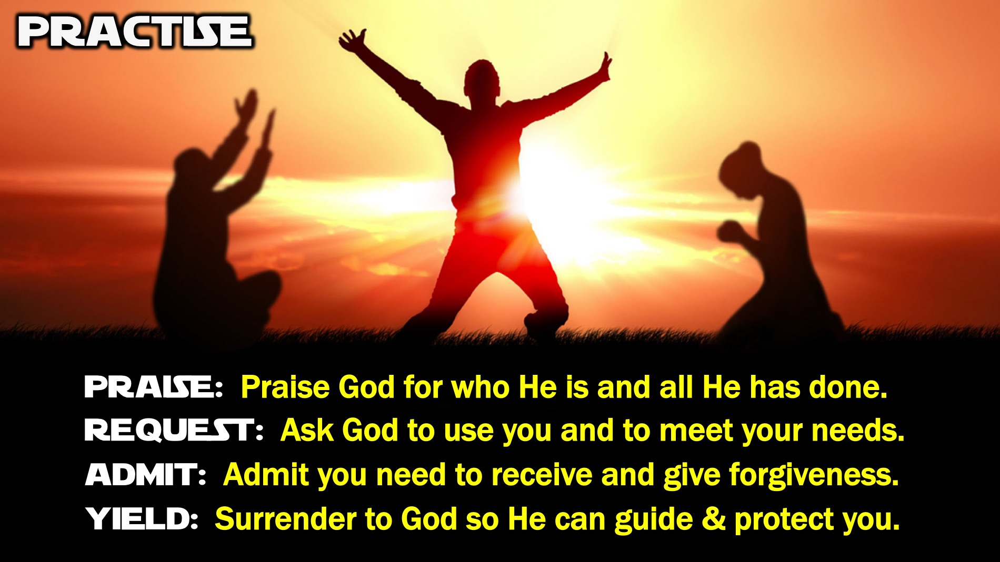 PRACTISE
PRAISE: Praise God for who He is and all He has done.
REQUEST: Ask God to use you and to meet your needs.
ADMIT: Admit you need to receive and give forgiveness.
YIELD: Surrender to God so He can guide & protect you.